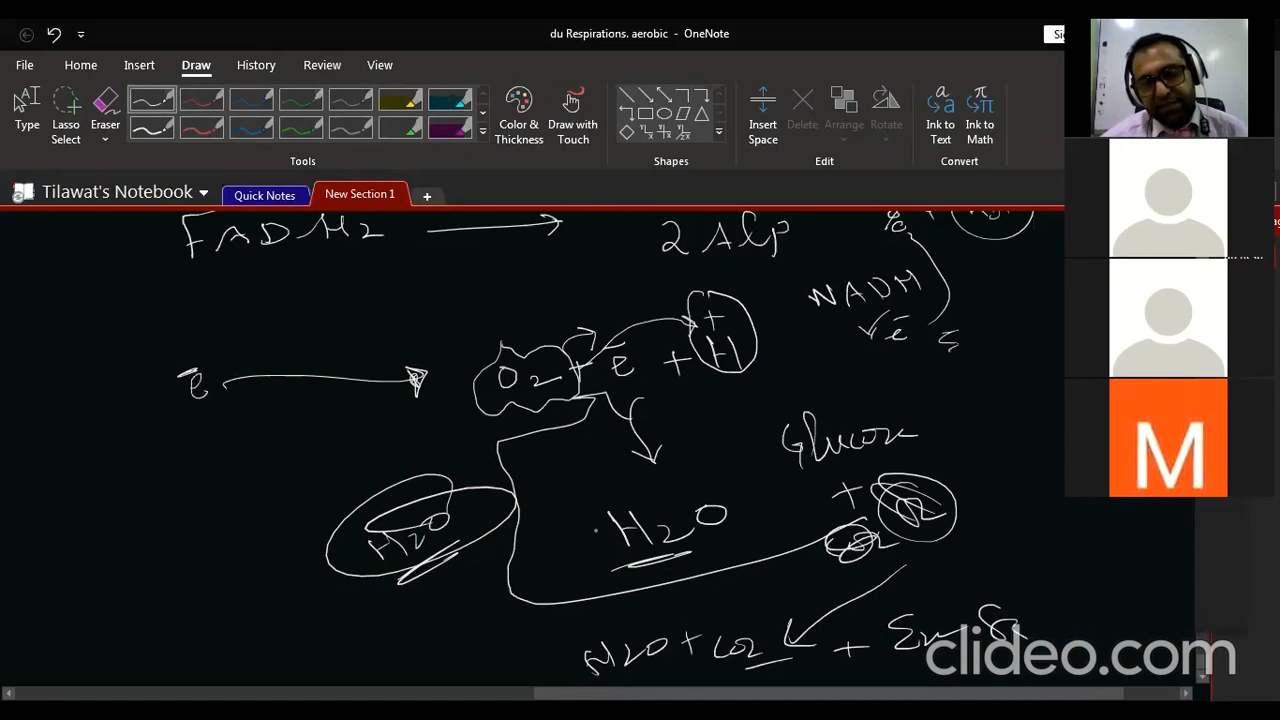 du Respirations. aerobic - OneNote
File Home Insert Draw History Review View
Type
Lasso Select
Eraser
Color & Thickness
Draw with Touch
Insert Space
Delete
Arrange
Rotate
Ink to Text
Ink to Math
Tools
Shapes
Edit
Convert
Tilawat's Notebook
Quick Notes
New Section 1
FADH2 → 2 Atp
NADH
e
O2 + e + H+
Glucose
+ O2
H2O
H2O
H2O + CO2 +
M
clideo.com